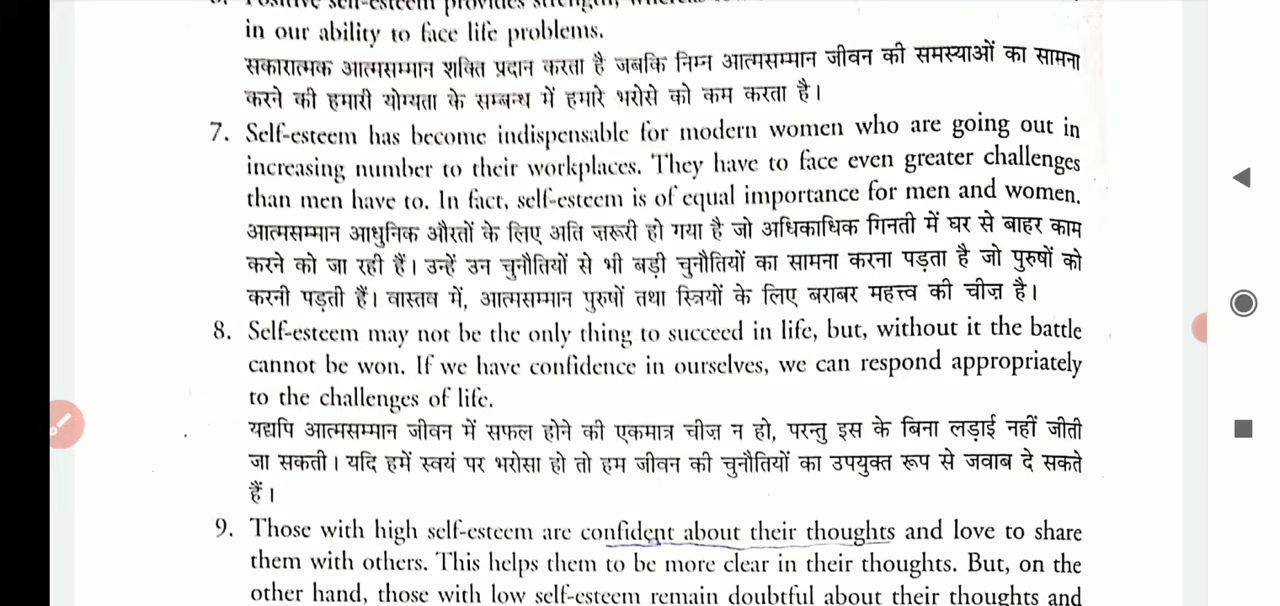 Positive self-esteem provides strength,
in our ability to face life problems.
सकारात्मक आत्मसम्मान शक्ति प्रदान करता है जबकि निम्न आत्मसम्मान जीवन की समस्याओं का सामना
करने की हमारी योग्यता के सम्बन्ध में हमारे भरोसे को कम करता है।
7. Self-esteem has become indispensable for modern women who are going out in
increasing number to their workplaces. They have to face even greater challenges
than men have to. In fact, self-esteem is of equal importance for men and women.
आत्मसम्मान आधुनिक औरतों के लिए अति ज़रूरी हो गया है जो अधिकाधिक गिनती में घर से बाहर काम
करने को जा रही हैं। उन्हें उन चुनौतियों से भी बड़ी चुनौतियों का सामना करना पड़ता है जो पुरुषों को
करनी पड़ती हैं। वास्तव में, आत्मसम्मान पुरुषों तथा स्त्रियों के लिए बराबर महत्त्व की चीज़ है।
8. Self-esteem may not be the only thing to succeed in life, but, without it the battle
cannot be won. If we have confidence in ourselves, we can respond appropriately
to the challenges of life.
यद्यपि आत्मसम्मान जीवन में सफल होने की एकमात्र चीज़ न हो, परन्तु इस के बिना लड़ाई नहीं जीती
जा सकती। यदि हमें स्वयं पर भरोसा हो तो हम जीवन की चुनौतियों का उपयुक्त रूप से जवाब दे सकते
हैं।
9. Those with high self-esteem are confident about their thoughts and love to share
them with others. This helps them to be more clear in their thoughts. But, on the
other hand, those with low self-esteem remain doubtful about their thoughts and